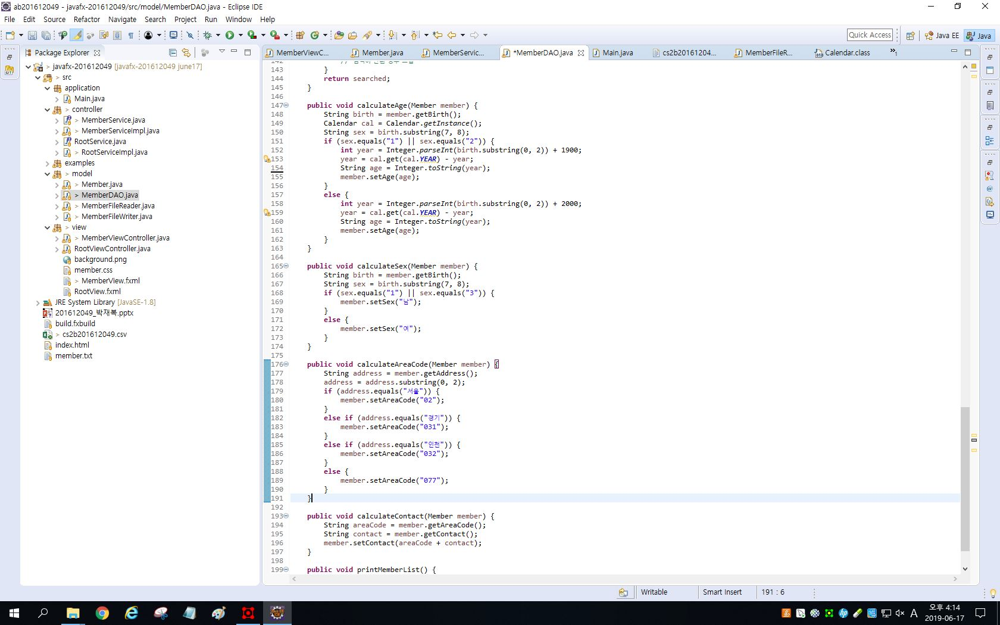 ab201612049 - javafx-201612049/src/model/MemberDAO.java - Eclipse IDE
File Edit Source Refactor Navigate Search Project Run Window Help
Quick Access
Java EE
Java
Package Explorer
MemberViewC...
Member.java
MemberServic...
*MemberDAO.java
Main.java
cs2b20161204...
MemberFileR...
Calendar.class
»1
> javafx-201612049 [javafx-201612049 june17]
> src
application
Main.java
> controller
> MemberService.java
> MemberServiceImpl.java
RootService.java
> RootServiceImpl.java
examples
> model
> Member.java
> MemberDAO.java
> MemberFileReader.java
> MemberFileWriter.java
> view
> MemberViewController.java
RootViewController.java
background.png
member.css
> MemberView.fxml
RootView.fxml
JRE System Library [JavaSE-1.8]
201612049_박재복.pptx
build.fxbuild
> cs2b201612049.csv
index.html
member.txt
143 }
144 return searched;
145 }
146
147 public void calculateAge(Member member) {
148 String birth = member.getBirth();
149 Calendar cal = Calendar.getInstance();
150 String sex = birth.substring(7, 8);
151 if (sex.equals("1") || sex.equals("2")) {
152 int year = Integer.parseInt(birth.substring(0, 2)) + 1900;
153 year = cal.get(cal.YEAR) - year;
154 String age = Integer.toString(year);
155 member.setAge(age);
156 }
157 else {
158 int year = Integer.parseInt(birth.substring(0, 2)) + 2000;
159 year = cal.get(cal.YEAR) - year;
160 String age = Integer.toString(year);
161 member.setAge(age);
162 }
163 }
164
165 public void calculateSex(Member member) {
166 String birth = member.getBirth();
167 String sex = birth.substring(7, 8);
168 if (sex.equals("1") || sex.equals("3")) {
169 member.setSex("남");
170 }
171 else {
172 member.setSex("여");
173 }
174 }
175
176 public void calculateAreaCode(Member member) {
177 String address = member.getAddress();
178 address = address.substring(0, 2);
179 if (address.equals("서울")) {
180 member.setAreaCode("02");
181 }
182 else if (address.equals("경기")) {
183 member.setAreaCode("031");
184 }
185 else if (address.equals("인천")) {
186 member.setAreaCode("032");
187 }
188 else {
189 member.setAreaCode("077");
190 }
191 }
192
193 public void calculateContact(Member member) {
194 String areaCode = member.getAreaCode();
195 String contact = member.getContact();
196 member.setContact(areaCode + contact);
197 }
198
199 public void printMemberList() {
Writable
Smart Insert
191 : 6
A
오후 4:14
2019-06-17